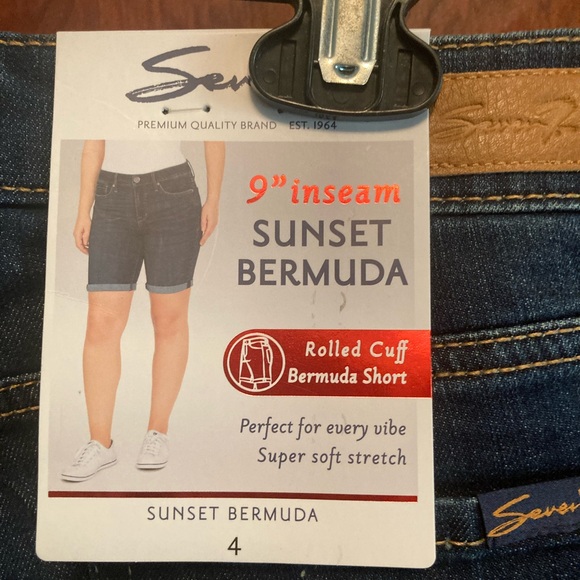 PREMIUM QUALITY BRAND EST. 1964
9” inseam
SUNSET
BERMUDA
Rolled Cuff
Bermuda Short
Perfect for every vibe
Super soft stretch
SUNSET BERMUDA
4